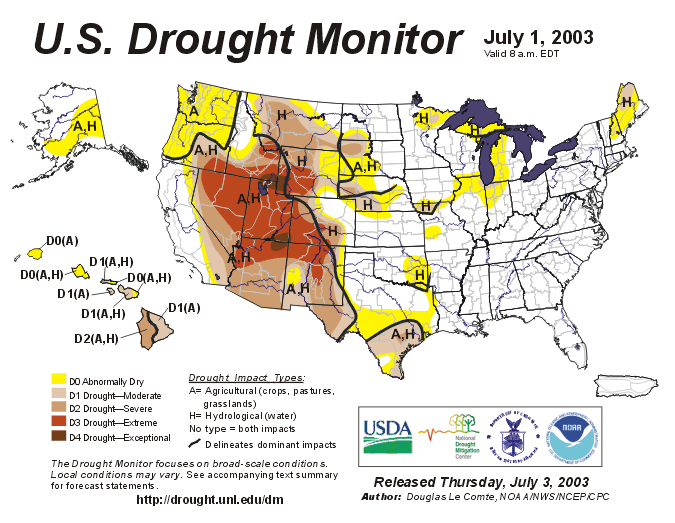 U.S. Drought Monitor
July 1, 2003
Valid 8 a.m. EDT
A
H
H
H
H
A,H
A,H
H
A,H
H
H
A,H
H
A,H
H
A,H
A,H
D0(A)
D1(A,H)
D0(A,H)
D0(A,H)
D1(A)
D1(A)
D1(A,H)
D2(A,H)
D0 Abnormally Dry
D1 Drought—Moderate
D2 Drought—Severe
D3 Drought—Extreme
D4 Drought—Exceptional
Drought Impact Types:
A= Agricultural (crops, pastures,
grasslands)
H= Hydrological (water)
No type = both impacts
Delineates dominant impacts
USDA
National
Drought
Mitigation
Center
NOAA
The Drought Monitor focuses on broad-scale conditions.
Local conditions may vary. See accompanying text summary
for forecast statements.
http://drought.unl.edu/dm
Released Thursday, July 3, 2003
Author: Douglas Le Comte, NOAA/NWS/NCEP/CPC